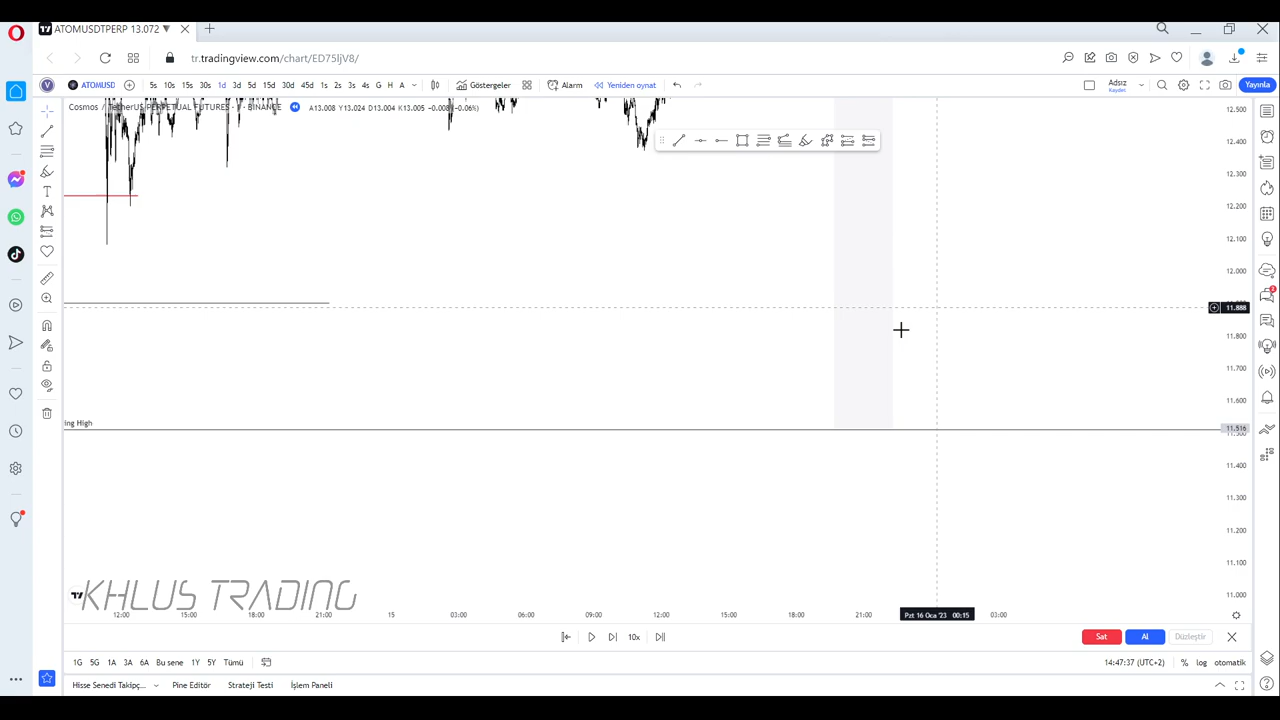 ATOMUSDTPERP 13.072 ▼
tr.tradingview.com/chart/ED75ljV8/
V ATOMUSD 5s 10s 15s 30s 1d 3d 5d 15d 30d 45d 1s 2s 3s 4s G H A Göstergeler Alarm Yeniden oynat Adsız Yayınla
Kaydet
Cosmos / TetherUS PERPETUAL FUTURES BINANCE A13.008 Y13.024 D13.004 K13.005 −0.008 (−0.06%)
12.500
12.400
12.300
12.200
12.100
12.000
11.888
11.800
11.700
11.600
ing High
11.516
11.400
11.300
11.200
11.100
11.000
KHLUS TRADING
12:00 15:00 18:00 21:00 15 03:00 06:00 09:00 12:00 15:00 18:00 21:00 Pzt 16 Oca '23 00:15 03:00
10x Sat Al Düzleştir
1G 5G 1A 3A 6A Bu sene 1Y 5Y Tümü 14:47:37 (UTC+2) % log otomatik
Hisse Senedi Takipç... Pine Editör Strateji Testi İşlem Paneli